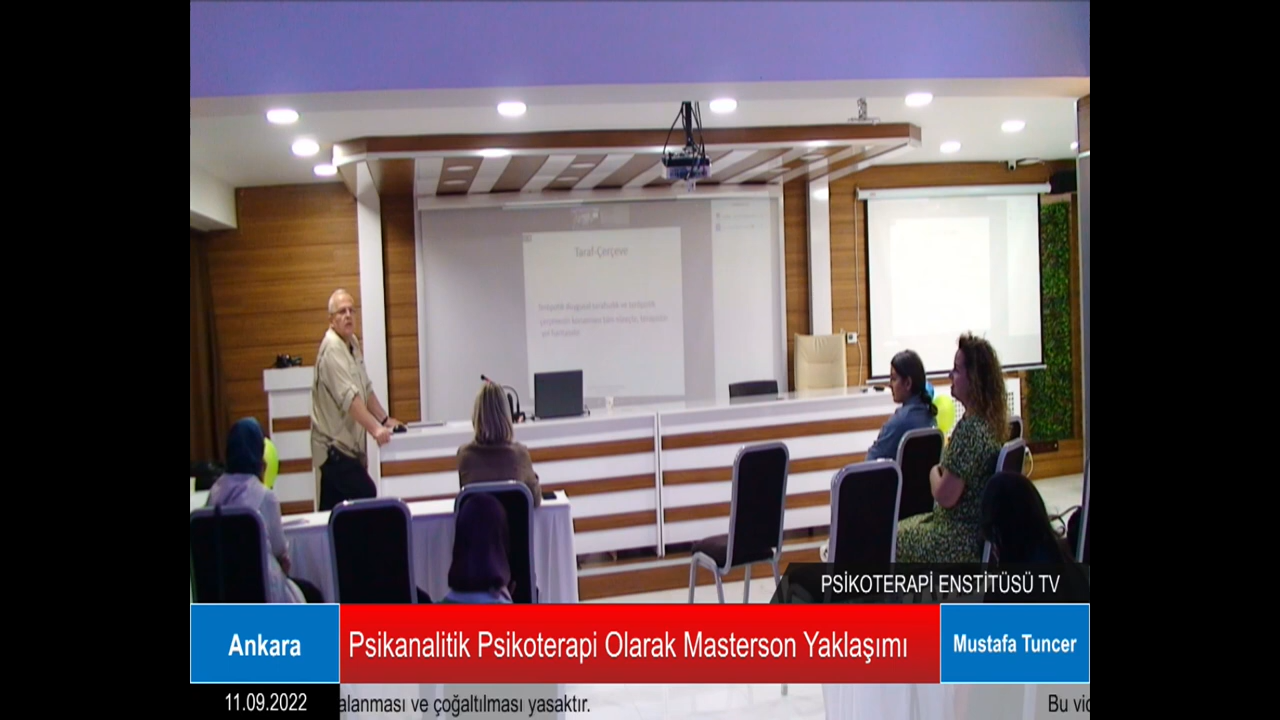 Taraf-Çerçeve
PSİKOTERAPİ ENSTİTÜSÜ TV
Ankara
Psikanalitik Psikoterapi Olarak Masterson Yaklaşımı
Mustafa Tuncer
11.09.2022
alanması ve çoğaltılması yasaktır.
Bu vid